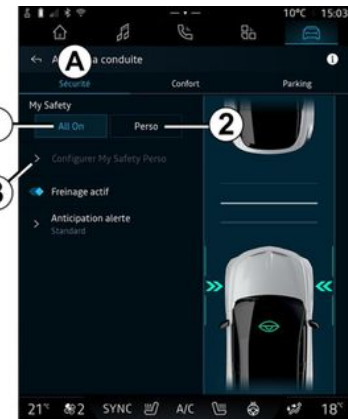 10°C 15:03
A
a conduite
Sécurité Confort Parking
My Safety
All On Perso 2
Configurer My Safety Perso
Freinage actif
Anticipation alerte
Standard
21° 2 SYNC A/C 18°